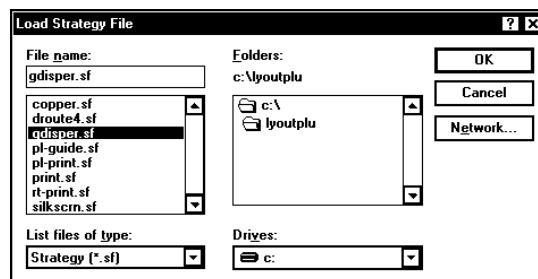 Load Strategy File
File name:
gdisper.sf
copper.sf
droute4.sf
qdisper.sf
pl-guide.sf
pl-print.sf
print.sf
rt-print.sf
silkscrn.sf
List files of type:
Strategy (*.sf)
Folders:
c:\lyoutplu
c:\
lyoutplu
Drives:
c:
OK
Cancel
Network...